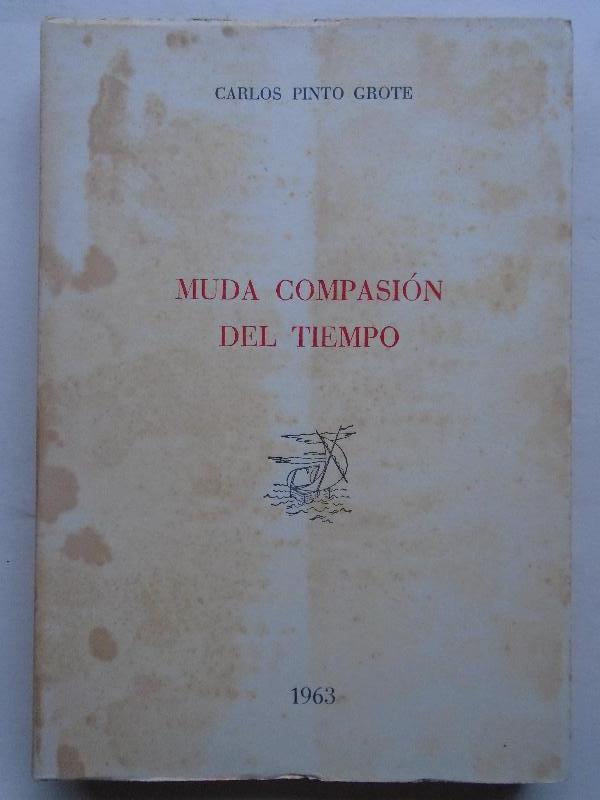 CARLOS PINTO GROTE
MUDA COMPASIÓN
DEL TIEMPO
1963